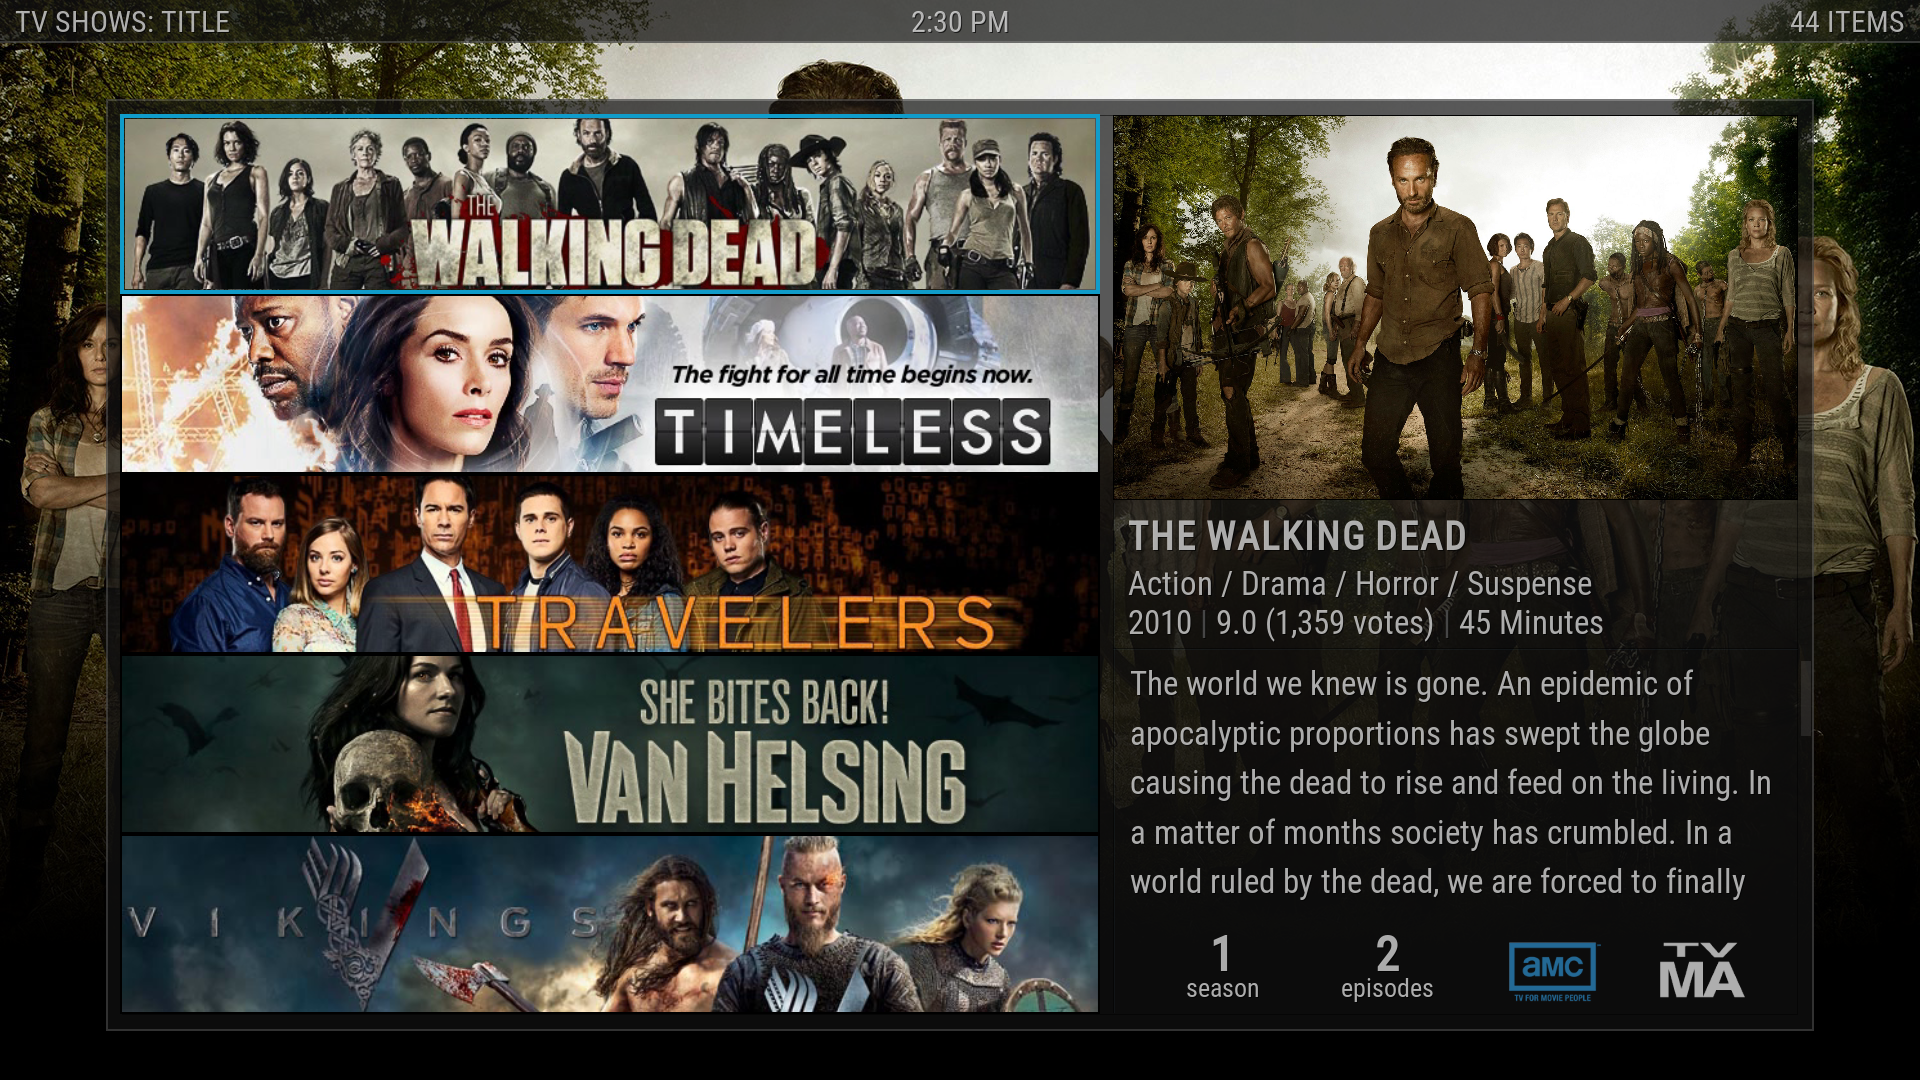 TV SHOWS: TITLE
2:30 PM
44 ITEMS
THE
WALKING DEAD
The fight for all time begins now.
TIMELESS
TRAVELERS
SHE BITES BACK!
VAN HELSING
VIKINGS
THE WALKING DEAD
Action / Drama / Horror / Suspense
2010 | 9.0 (1,359 votes) | 45 Minutes
The world we knew is gone. An epidemic of
apocalyptic proportions has swept the globe
causing the dead to rise and feed on the living. In
a matter of months society has crumbled. In a
world ruled by the dead, we are forced to finally
1
season
2
episodes
aMC
TV FOR MOVIE PEOPLE
TV
MA